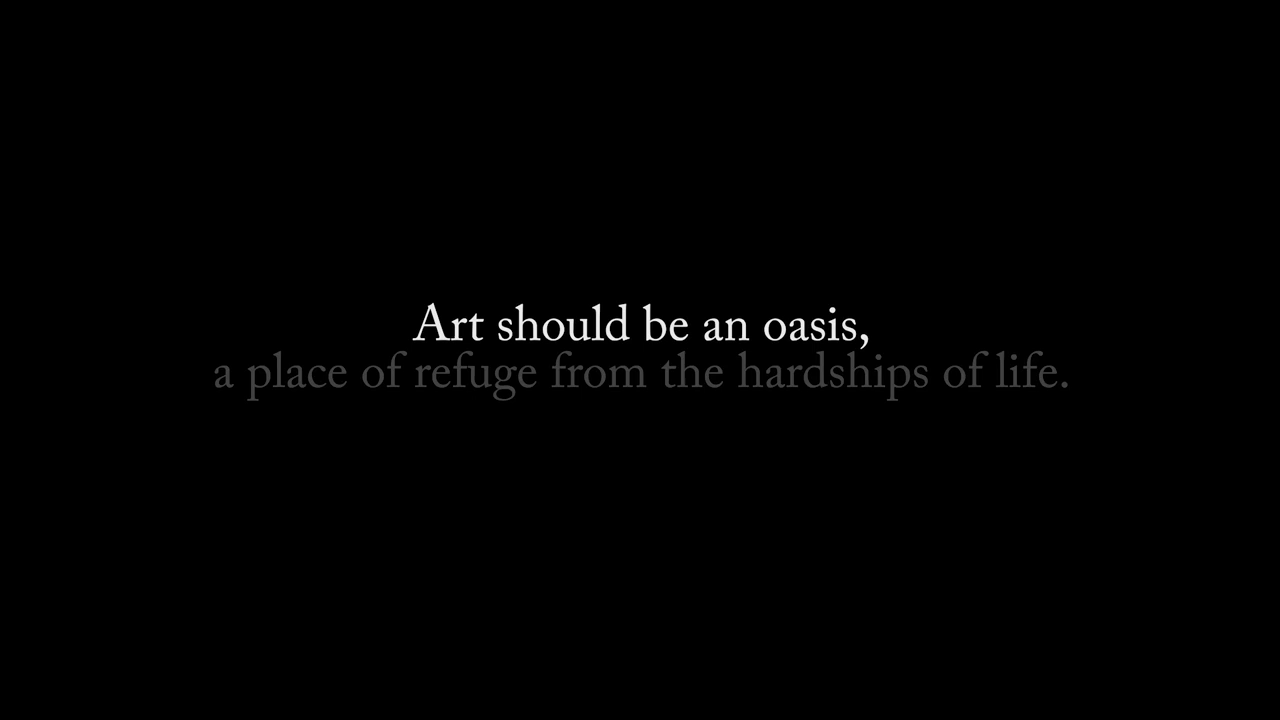 Art should be an oasis,
a place of refuge from the hardships of life.